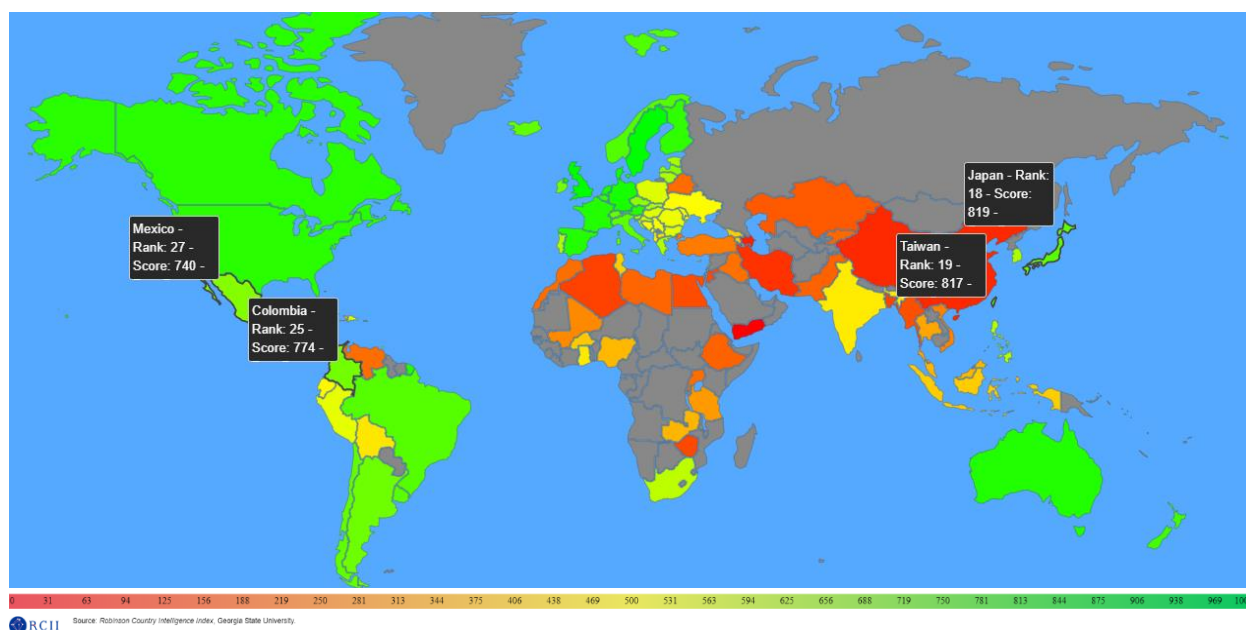 Japan - Rank:
18 - Score:
819 -
Mexico -
Rank: 27 -
Score: 740 -
Taiwan -
Rank: 19 -
Score: 817 -
Colombia -
Rank: 25 -
Score: 774 -
0 31 63 94 125 156 188 219 250 281 313 344 375 406 438 469 500 531 563 594 625 656 688 719 750 781 813 844 875 906 938 969 100
RCII Source: Robinson Country Intelligence Index, Georgia State University.